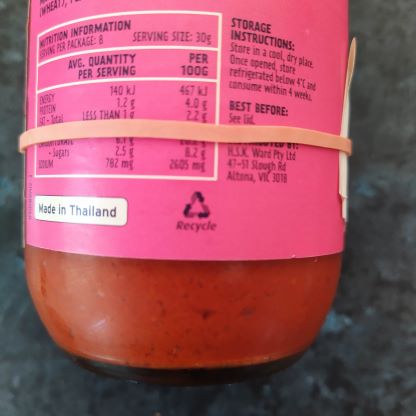 (WHEAT),
NUTRITION INFORMATION
SERVING PER PACKAGE: 8 SERVING SIZE: 30g
AVG. QUANTITY PER SERVING PER 100G
ENERGY 140 kJ 467 kJ
PROTEIN 1.2 g 4.0 g
FAT - Total LESS THAN 1 g 2.2 g
- Sugars 2.5 g 8.2 g
SODIUM 782 mg 2605 mg
Made in Thailand
Recycle
STORAGE
INSTRUCTIONS:
Store in a cool, dry place.
Once opened, store
refrigerated below 4°C and
consume within 4 weeks.
BEST BEFORE:
See lid.
BY:
H.S.K. Ward Pty Ltd
47-51 Slough Rd
Altona, VIC 3018